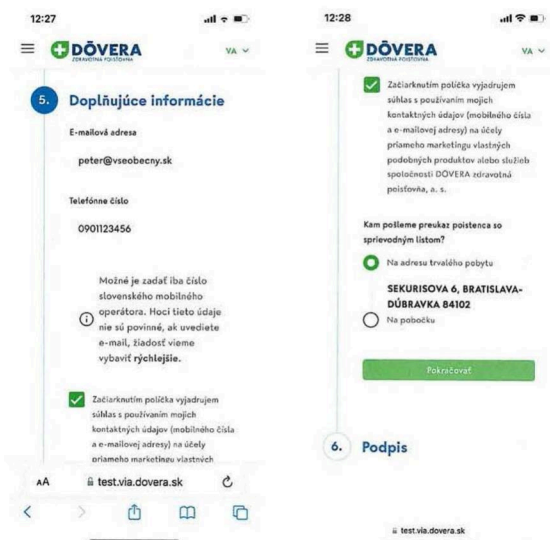 12:27
DÔVERA
ZDRAVOTNÁ POISŤOVŇA
VA
5. Doplňujúce informácie
E-mailová adresa
peter@vseobecny.sk
Telefónne číslo
0901123456
Možné je zadať iba číslo
slovenského mobilného
operátora. Hoci tieto údaje
nie sú povinné, ak uvediete
e-mail, žiadosť vieme
vybaviť rýchlejšie.
Začiarknutím políčka vyjadrujem
súhlas s používaním mojich
kontaktných údajov (mobilného čísla
a e-mailovej adresy) na účely
priameho marketingu vlastných
AA
test.via.dovera.sk
12:28
DÔVERA
ZDRAVOTNÁ POISŤOVŇA
VA
Začiarknutím políčka vyjadrujem
súhlas s používaním mojich
kontaktných údajov (mobilného čísla
a e-mailovej adresy) na účely
priameho marketingu vlastných
podobných produktov alebo služieb
spoločnosti DÔVERA zdravotná
poisťovňa, a. s.
Kam pošleme preukaz poistenca so
sprievodným listom?
Na adresu trvalého pobytu
SEKURISOVA 6, BRATISLAVA-
DÚBRAVKA 84102
Na pobočku
Pokračovať
6. Podpis
test.via.dovera.sk